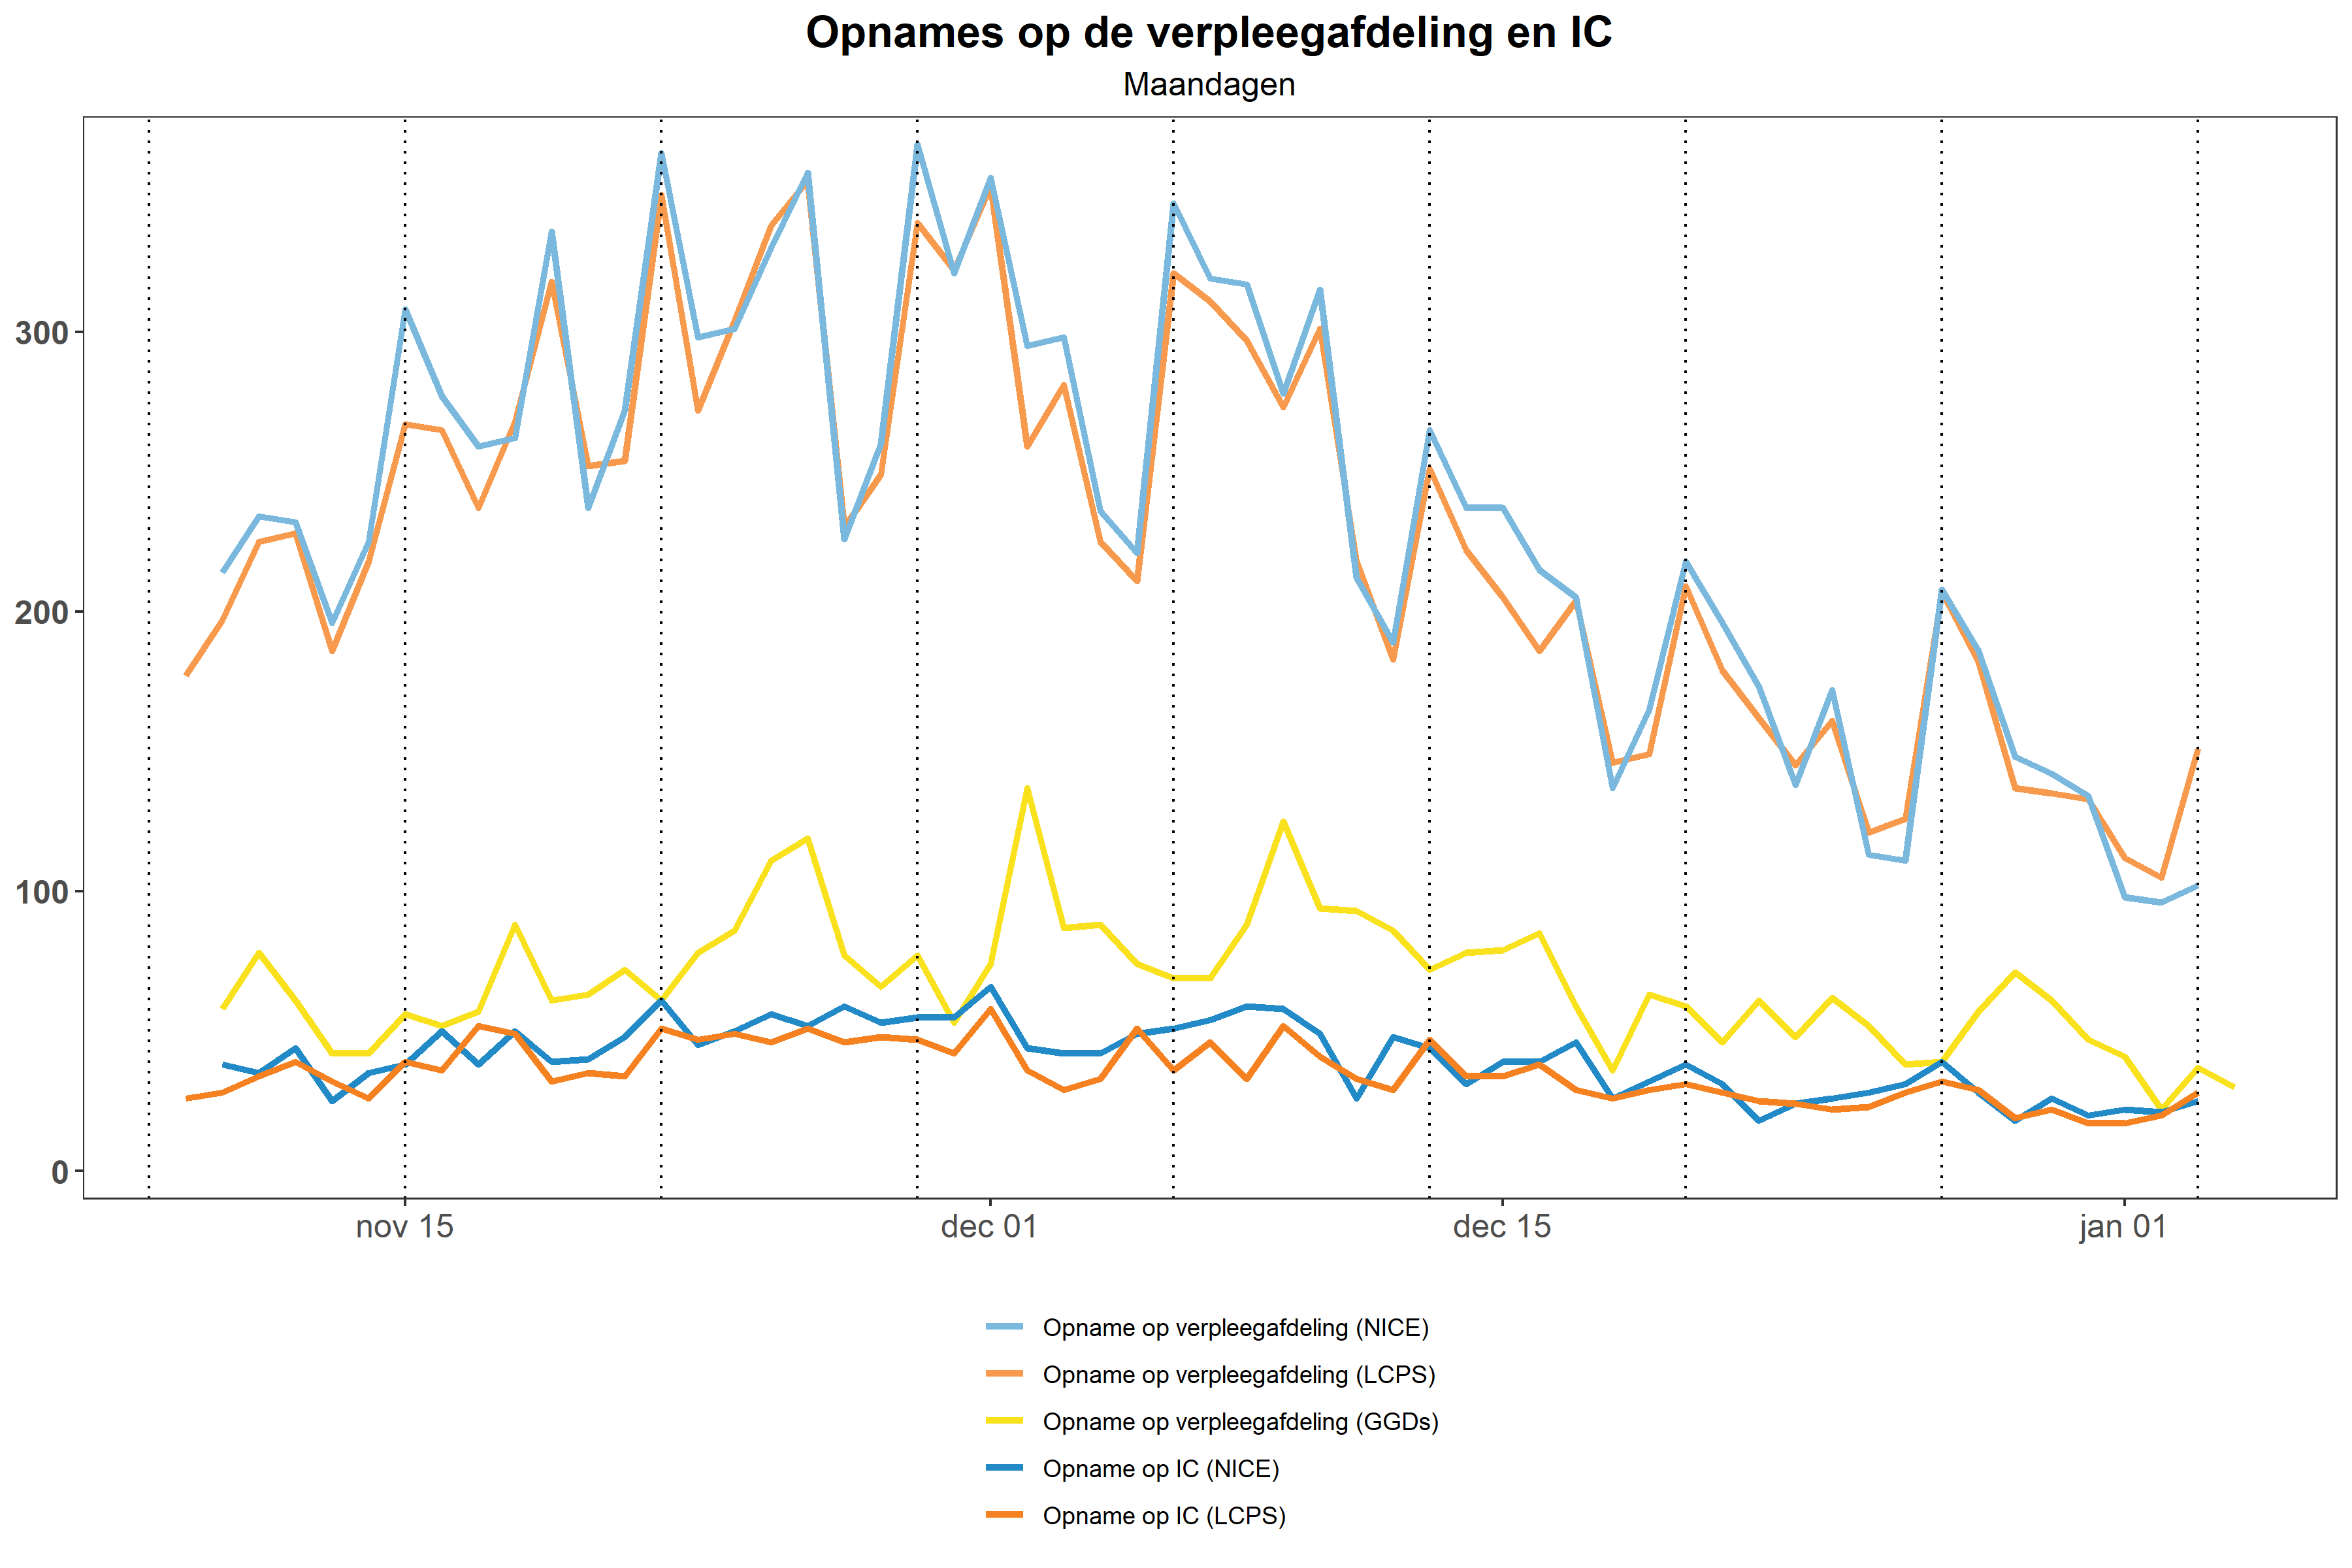 Opnames op de verpleegafdeling en IC
Maandagen
300
200
100
0
nov 15 dec 01 dec 15 jan 01
Opname op verpleegafdeling (NICE)
Opname op verpleegafdeling (LCPS)
Opname op verpleegafdeling (GGDs)
Opname op IC (NICE)
Opname op IC (LCPS)